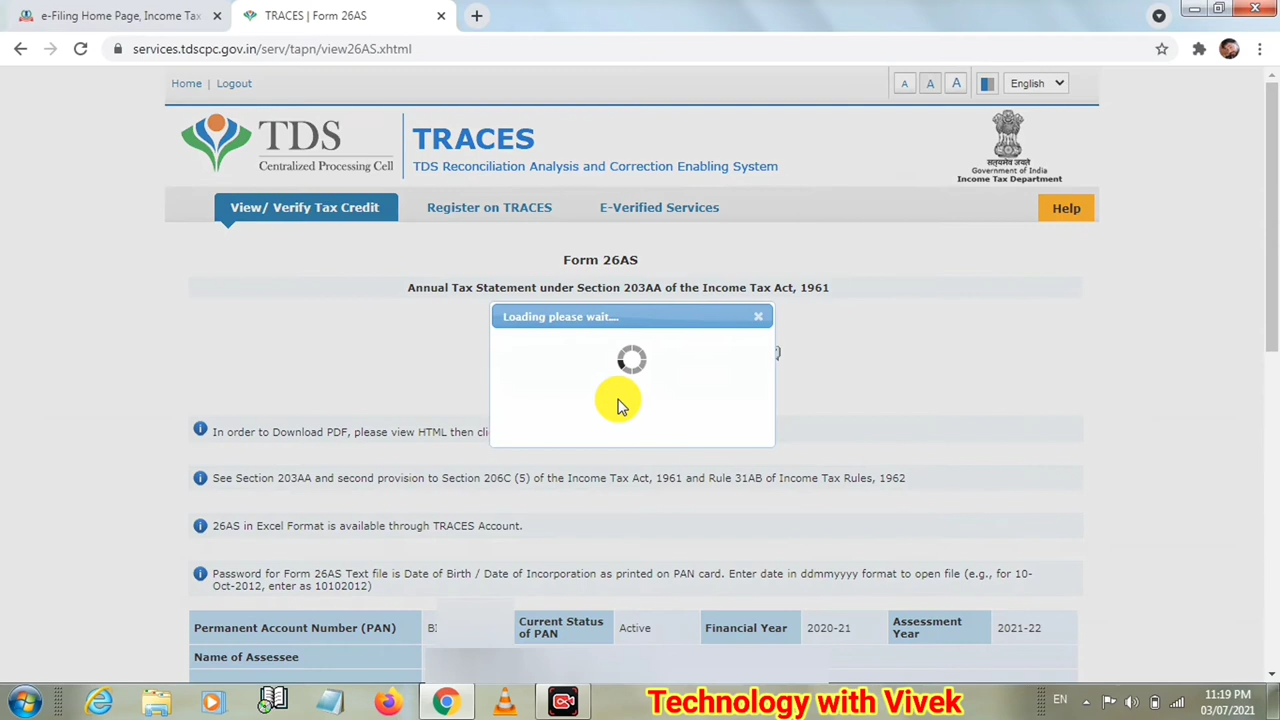 e-Filing Home Page, Income Tax
TRACES | Form 26AS
services.tdscpc.gov.in/serv/tapn/view26AS.xhtml
Home | Logout
A A A English
TDS
Centralized Processing Cell
TRACES
TDS Reconciliation Analysis and Correction Enabling System
सत्यमेव जयते
Government of India
Income Tax Department
View/ Verify Tax Credit Register on TRACES E-Verified Services Help
Form 26AS
Annual Tax Statement under Section 203AA of the Income Tax Act, 1961
Loading please wait....
In order to Download PDF, please view HTML then cli
See Section 203AA and second provision to Section 206C (5) of the Income Tax Act, 1961 and Rule 31AB of Income Tax Rules, 1962
26AS in Excel Format is available through TRACES Account.
Password for Form 26AS Text file is Date of Birth / Date of Incorporation as printed on PAN card. Enter date in ddmmyyyy format to open file (e.g., for 10-
Oct-2012, enter as 10102012)
Permanent Account Number (PAN) BI Current Status of PAN Active Financial Year 2020-21 Assessment Year 2021-22
Name of Assessee
Technology with Vivek
EN
11:19 PM
03/07/2021